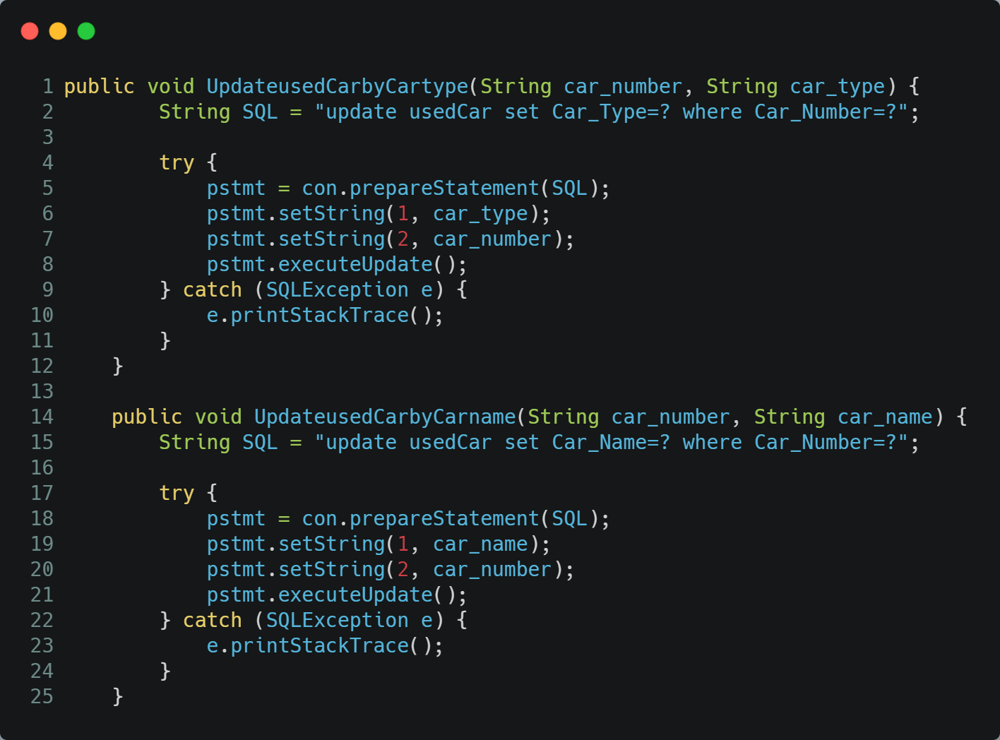 1 public void UpdateusedCarbyCartype(String car_number, String car_type) {
2         String SQL = "update usedCar set Car_Type=? where Car_Number=?";
3
4         try {
5             pstmt = con.prepareStatement(SQL);
6             pstmt.setString(1, car_type);
7             pstmt.setString(2, car_number);
8             pstmt.executeUpdate();
9         } catch (SQLException e) {
10             e.printStackTrace();
11         }
12     }
13
14     public void UpdateusedCarbyCarname(String car_number, String car_name) {
15         String SQL = "update usedCar set Car_Name=? where Car_Number=?";
16
17         try {
18             pstmt = con.prepareStatement(SQL);
19             pstmt.setString(1, car_name);
20             pstmt.setString(2, car_number);
21             pstmt.executeUpdate();
22         } catch (SQLException e) {
23             e.printStackTrace();
24         }
25     }